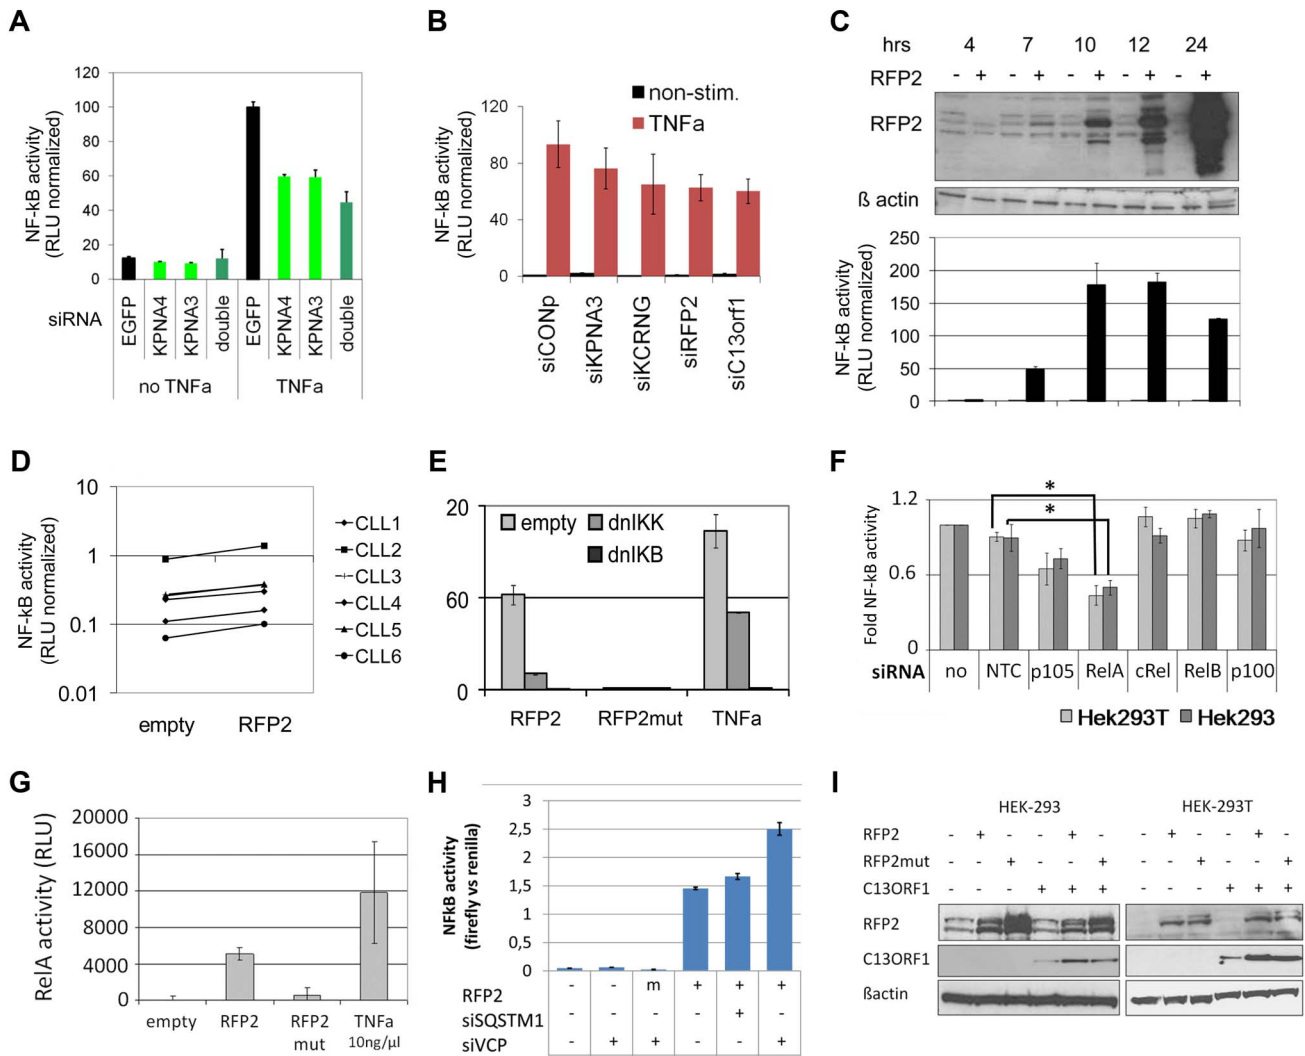 A
NF-kB activity
(RLU normalized)
120
100
80
60
40
20
0
siRNA
EGFP
KPNA4
KPNA3
double
EGFP
KPNA4
KPNA3
double
no TNFa
TNFa
B
NF-kB activity
(RLU normalized)
120
80
40
0
non-stim.
TNFa
siCONp
siKPNA3
siKCRNG
siRFP2
siC13orf1
C
hrs 4 7 10 12 24
RFP2 - + - + - + - + - +
RFP2
ß actin
NF-kB activity
(RLU normalized)
250
200
150
100
50
0
D
NF-kB activity
(RLU normalized)
10
1
0.1
0.01
empty RFP2
CLL1
CLL2
CLL3
CLL4
CLL5
CLL6
E
20
60
0
empty dnIKK
dnIKB
RFP2 RFP2mut TNFa
F
Fold NF-kB activity
1.2
0.6
0
*
*
siRNA no NTC p105 RelA cRel RelB p100
Hek293T Hek293
G
RelA activity (RLU)
20000
16000
12000
8000
4000
0
empty RFP2 RFP2 TNFa
mut 10ng/µl
H
NFkB activity
(firefly vs renilla)
3
2,5
2
1,5
1
0,5
0
RFP2 - - m + + +
siSQSTM1 - - - - + -
siVCP - + + - - +
I
HEK-293 HEK-293T
RFP2 - + - - + - - + - - + -
RFP2mut - - + - - + - - + - - +
C13ORF1 - - - + + + - - - + + +
RFP2
C13ORF1
ßactin